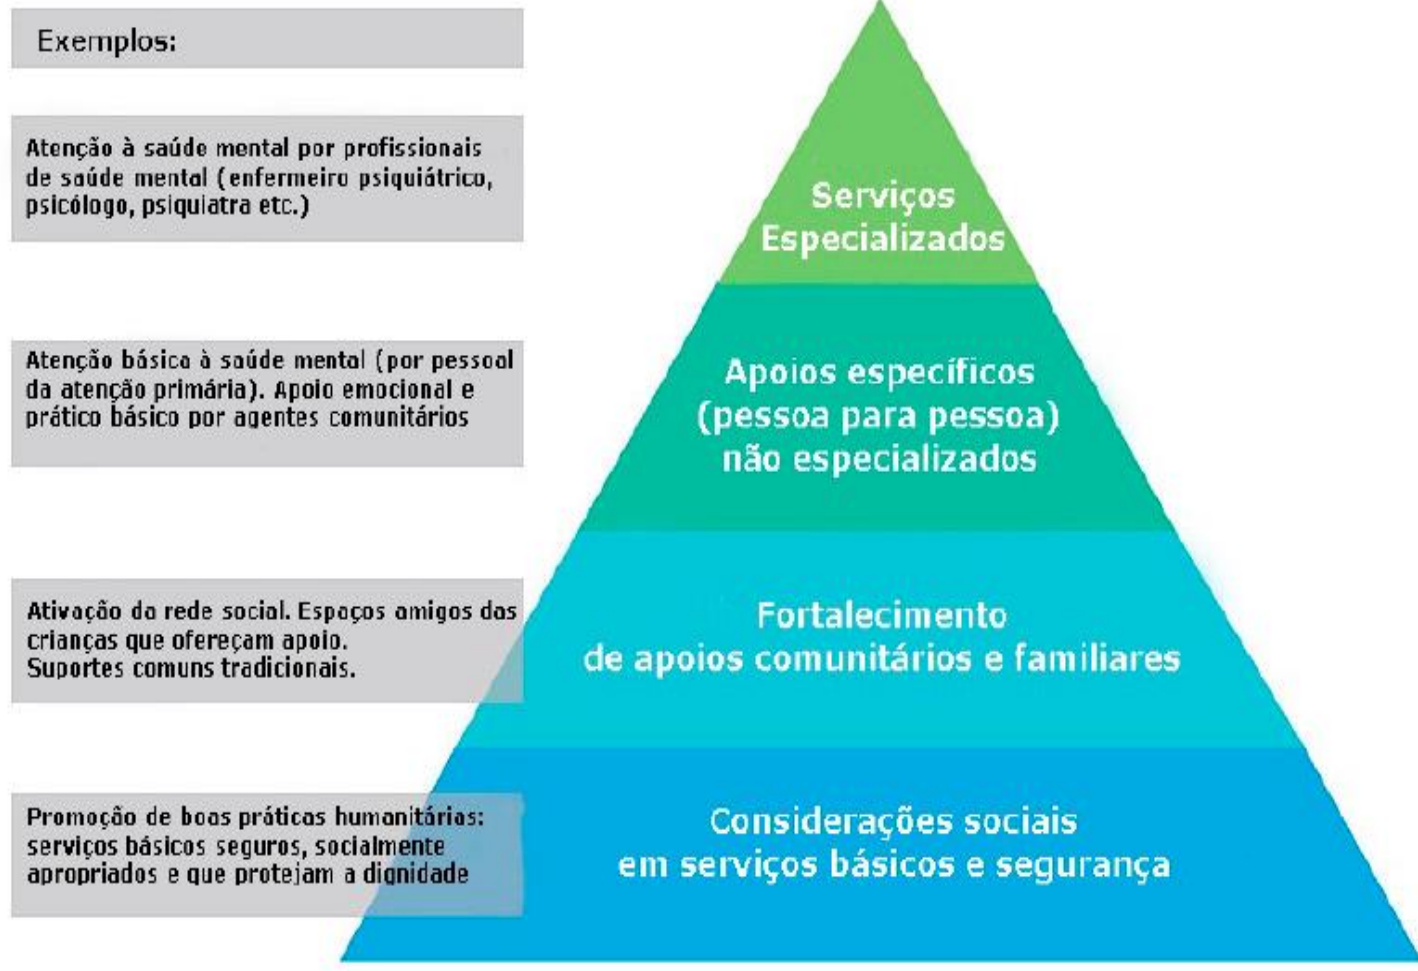 Exemplos:
Atenção à saúde mental por profissionais
de saúde mental (enfermeiro psiquiátrico,
psicólogo, psiquiatra etc.)
Serviços
Especializados
Atenção básica à saúde mental (por pessoal
da atenção primária). Apoio emocional e
prático básico por agentes comunitários
Apoios específicos
(pessoa para pessoa)
não especializados
Ativação da rede social. Espaços amigos das
crianças que ofereçam apoio.
Suportes comuns tradicionais.
Fortalecimento
de apoios comunitários e familiares
Promoção de boas práticas humanitárias:
serviços básicos seguros, socialmente
apropriados e que protejam a dignidade
Considerações sociais
em serviços básicos e segurança